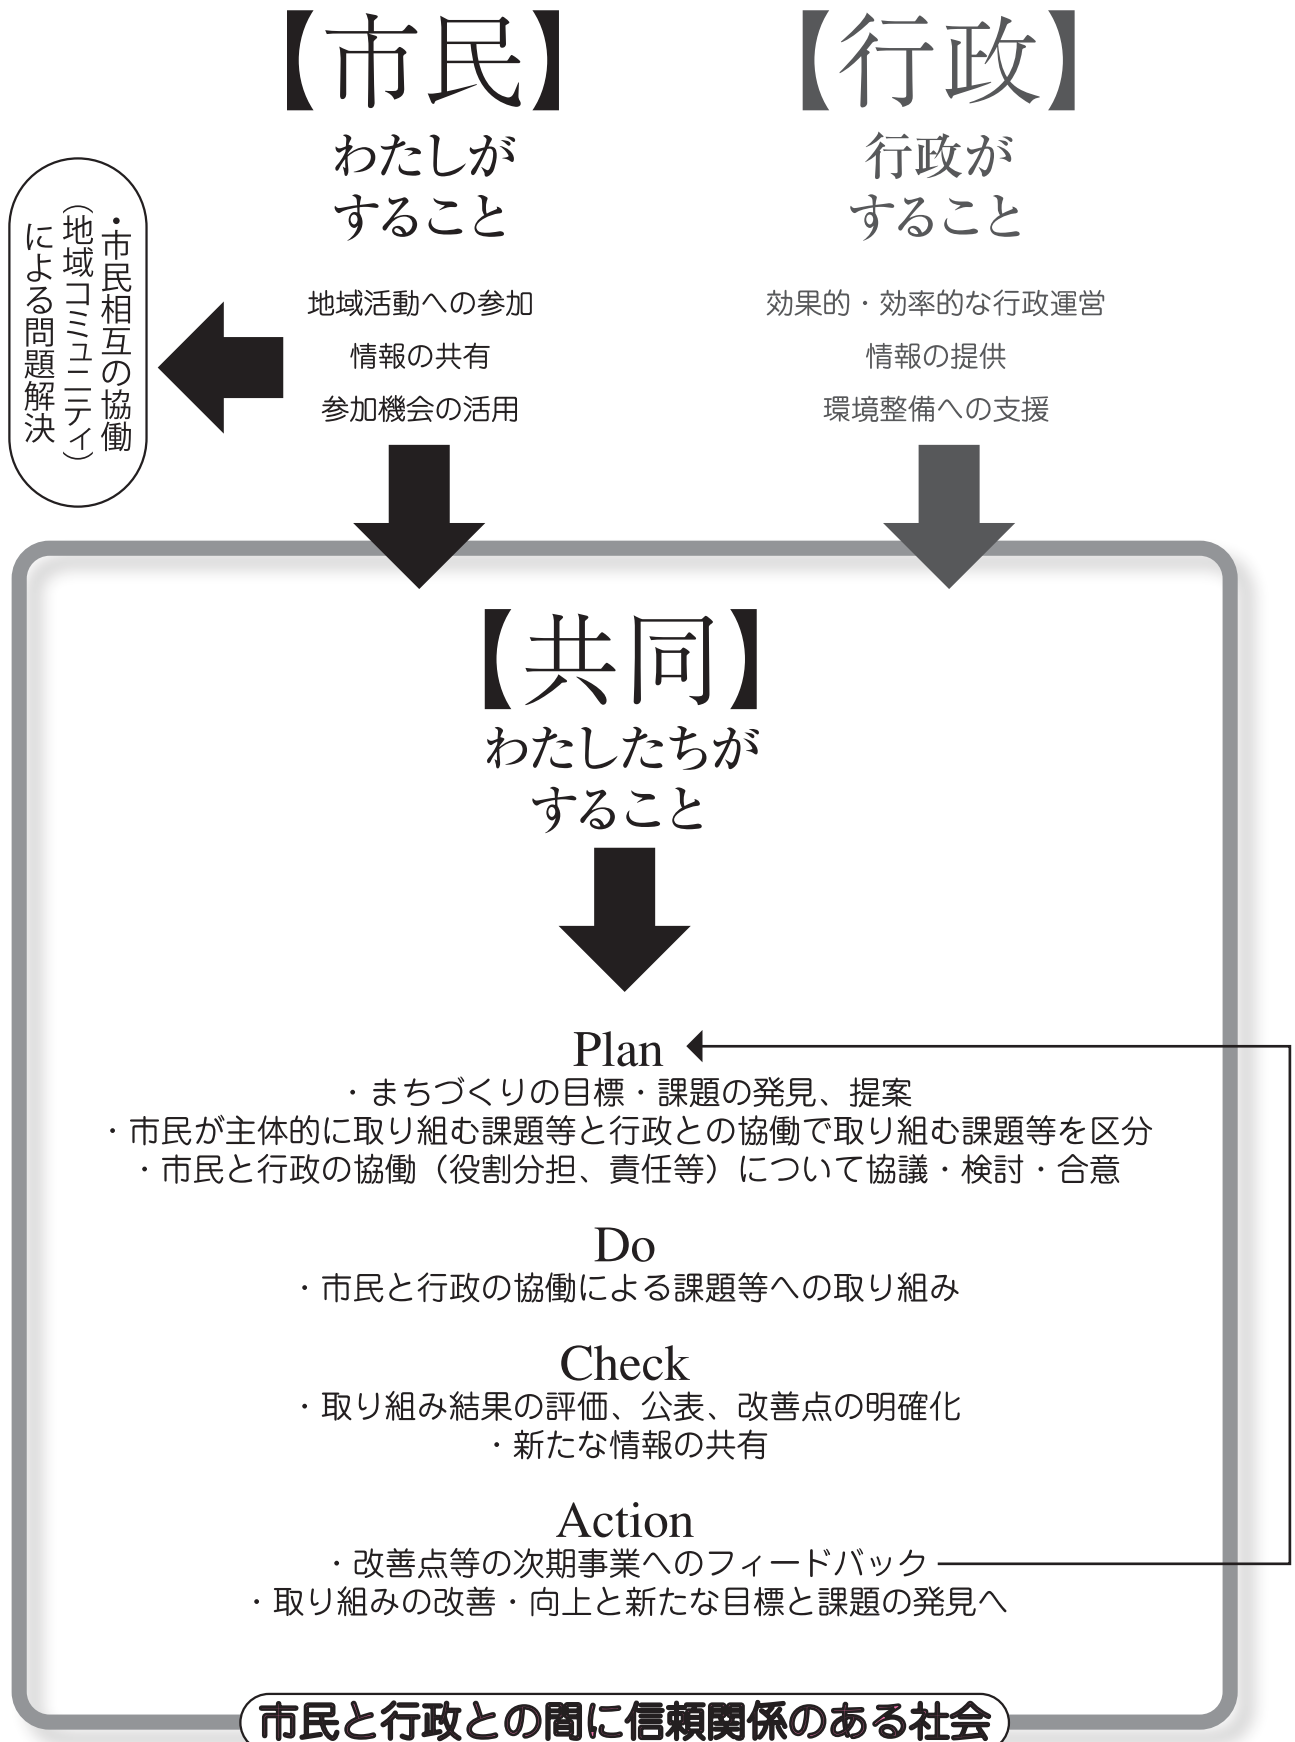 【市民】
わたしが
すること
地域活動への参加
情報の共有
参加機会の活用
・市民相互の協働
（地域コミュニティ）
による問題解決
【行政】
行政が
すること
効果的・効率的な行政運営
情報の提供
環境整備への支援
【共同】
わたしたちが
すること
Plan
・まちづくりの目標・課題の発見、提案
・市民が主体的に取り組む課題等と行政との協働で取り組む課題等を区分
・市民と行政の協働（役割分担、責任等）について協議・検討・合意
Do
・市民と行政の協働による課題等への取り組み
Check
・取り組み結果の評価、公表、改善点の明確化
・新たな情報の共有
Action
・改善点等の次期事業へのフィードバック
・取り組みの改善・向上と新たな目標と課題の発見へ
市民と行政との間に信頼関係のある社会